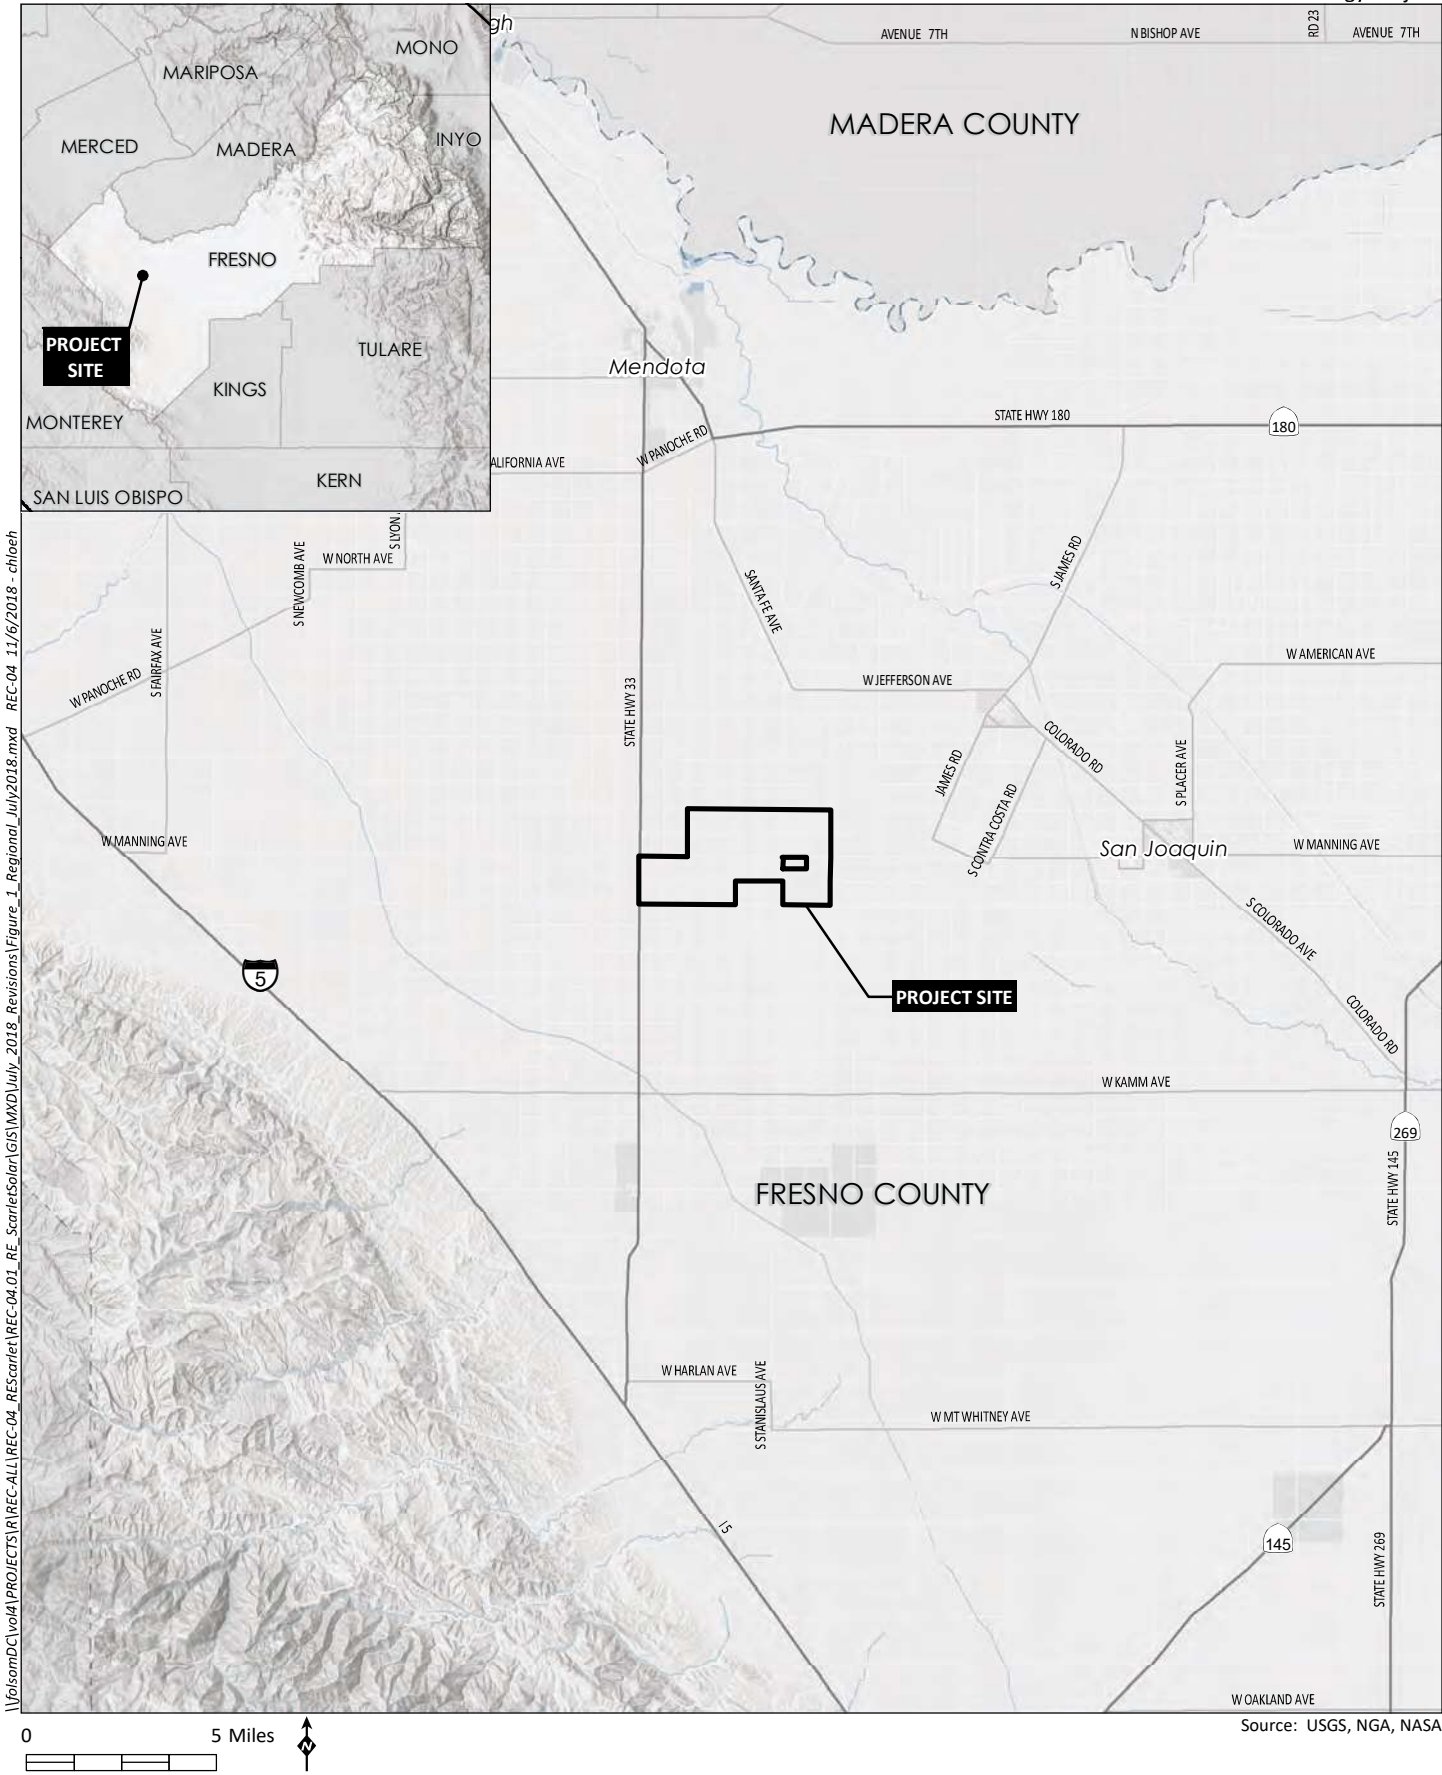 gh
MONO
MARIPOSA
MERCED
MADERA
INYO
FRESNO
PROJECT
SITE
TULARE
KINGS
MONTEREY
KERN
SAN LUIS OBISPO
AVENUE 7TH
N BISHOP AVE
RD 23
AVENUE 7TH
MADERA COUNTY
Mendota
STATE HWY 180
180
W PANOCHE RD
ALIFORNIA AVE
S LYON
W NORTH AVE
S NEWCOMB AVE
S JAMES RD
SANTA FE AVE
S FAIRFAX AVE
W PANOCHE RD
W AMERICAN AVE
W JEFFERSON AVE
STATE HWY 33
COLORADO RD
JAMES RD
S PLACER AVE
S CONTRA COSTA RD
W MANNING AVE
San Joaquin
W MANNING AVE
S COLORADO AVE
5
PROJECT SITE
COLORADO RD
W KAMM AVE
269
STATE HWY 145
FRESNO COUNTY
W HARLAN AVE
S STANISLAUS AVE
W MT WHITNEY AVE
I5
145
STATE HWY 269
W OAKLAND AVE
\\folsomDC\vol4\PROJECTS\R\REC-ALL\REC-04_REScarlet\REC-04.01_RE_ScarletSolar\GIS\MXD\July_2018_Revisions\Figure_1_Regional_July2018.mxd REC-04 11/6/2018 - chloeh
0 5 Miles
N
Source: USGS, NGA, NASA